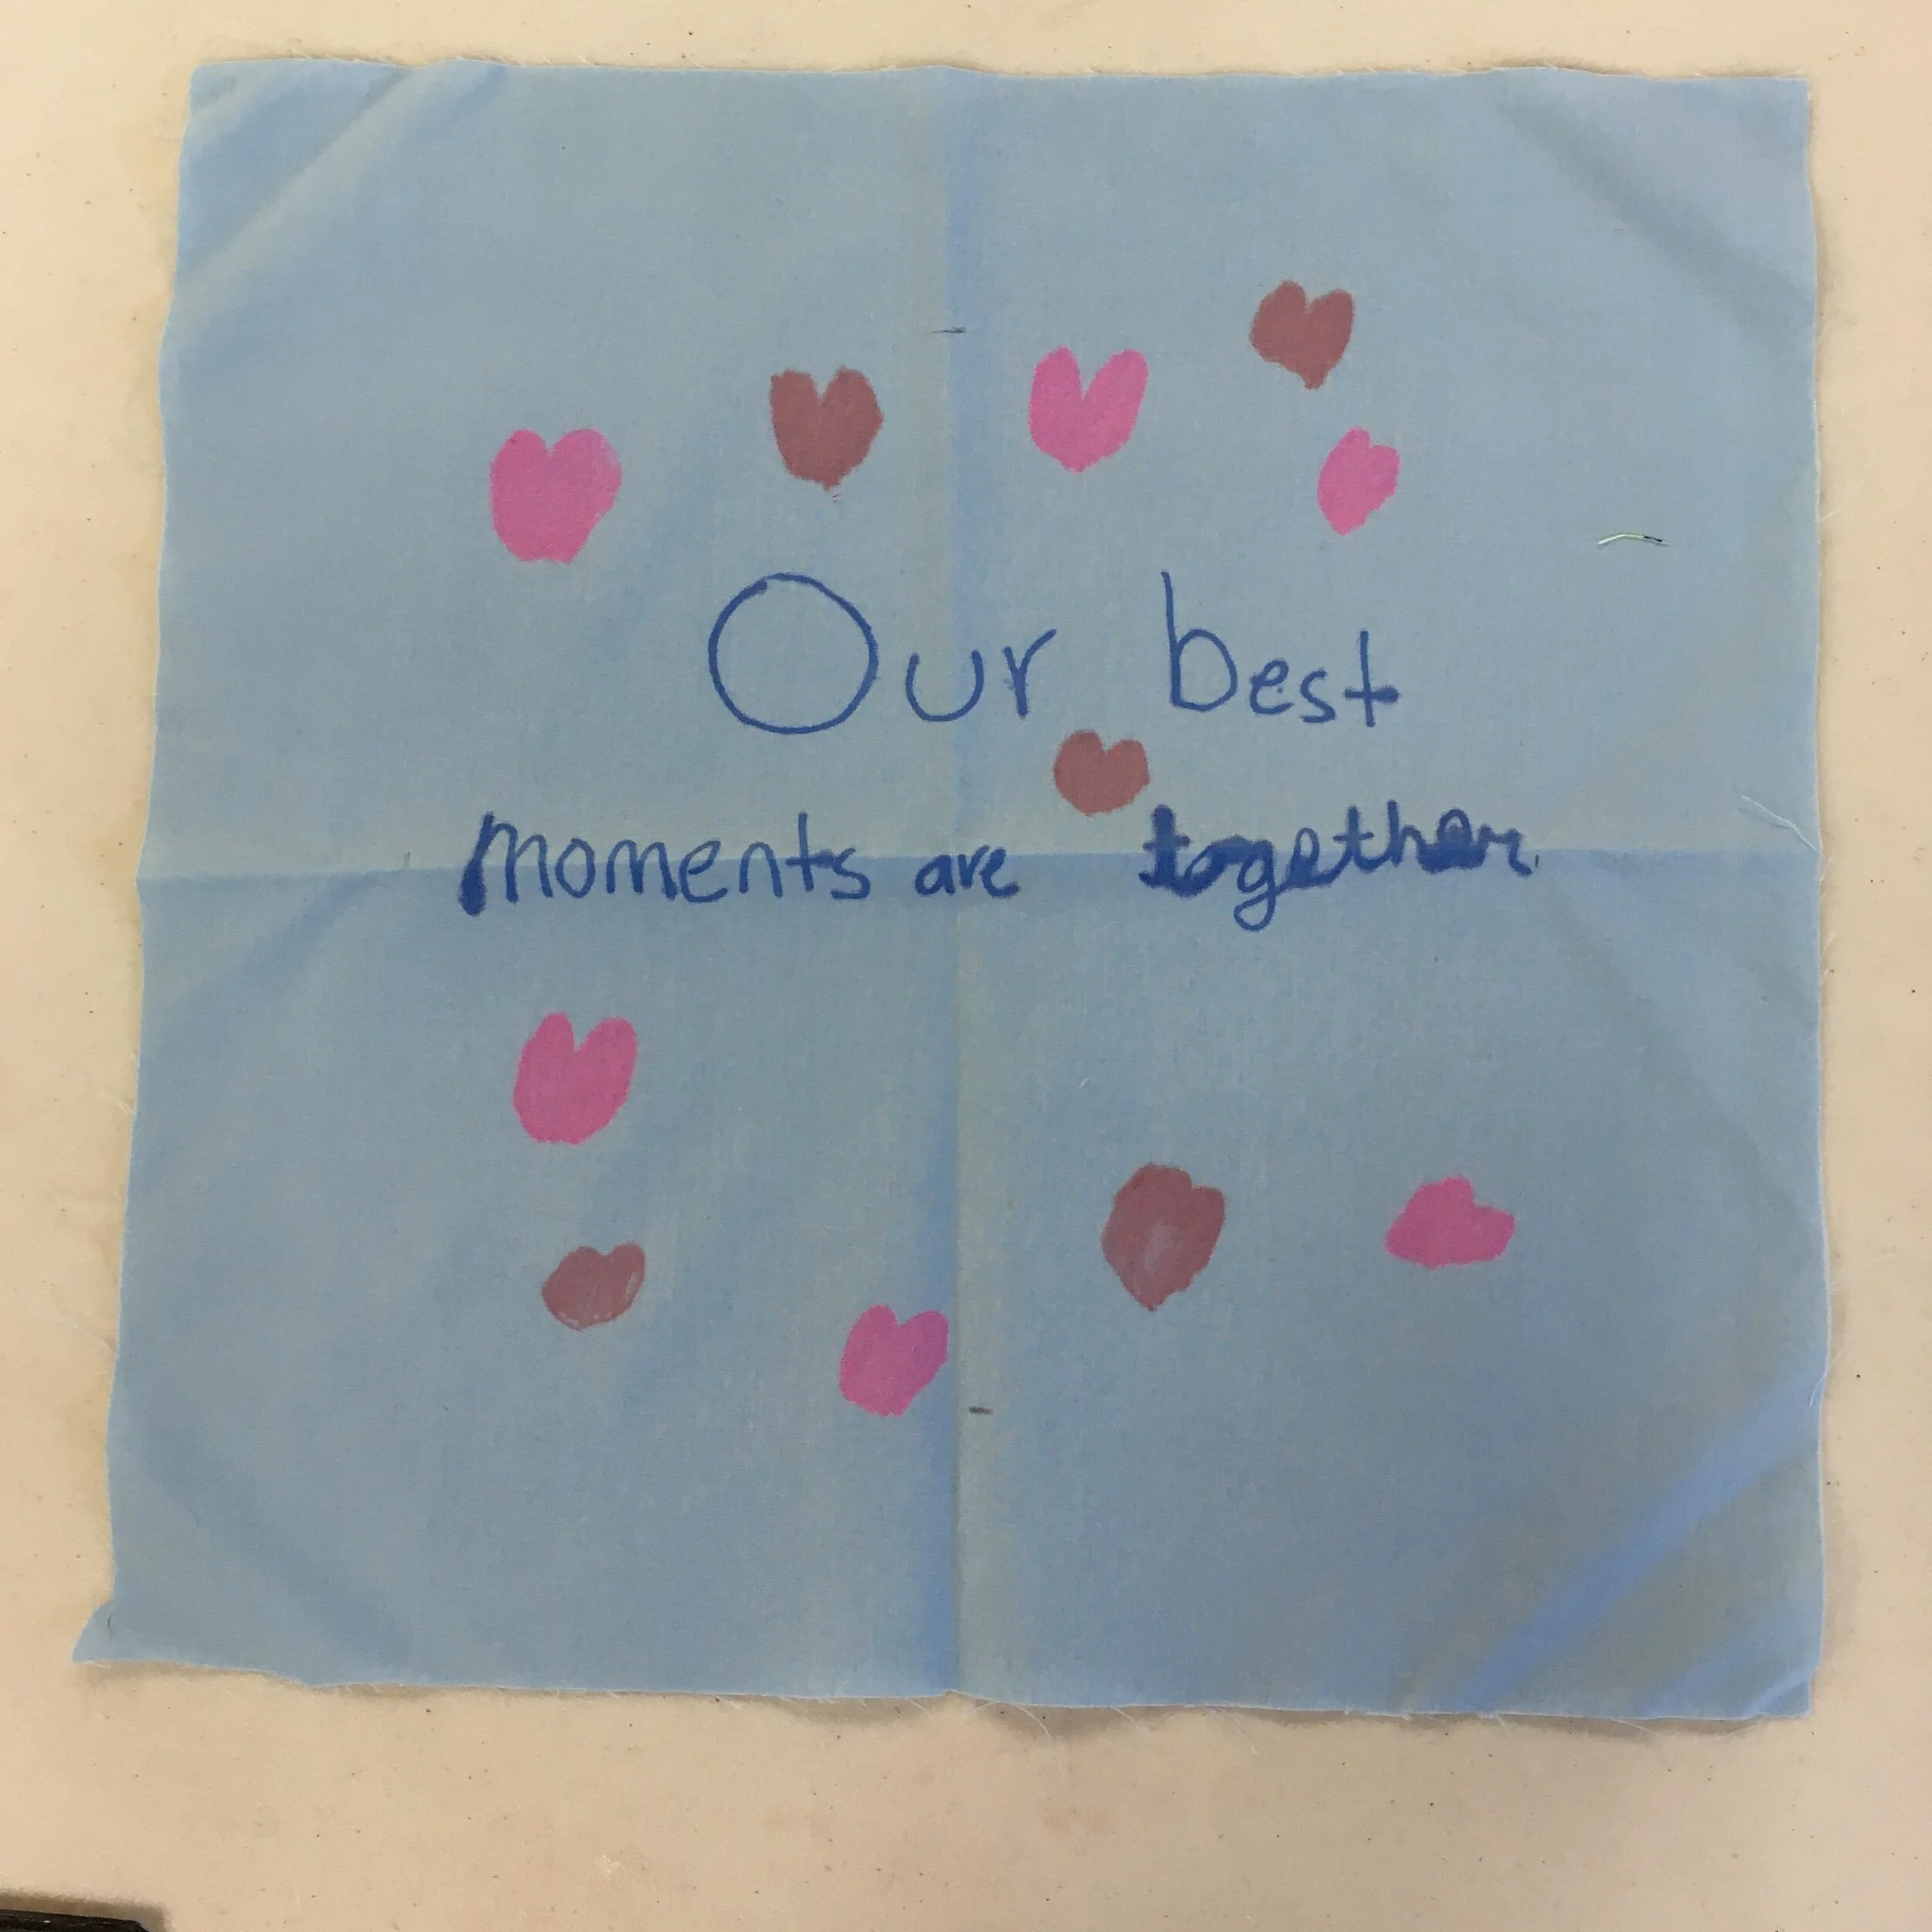 Our best
moments are together.